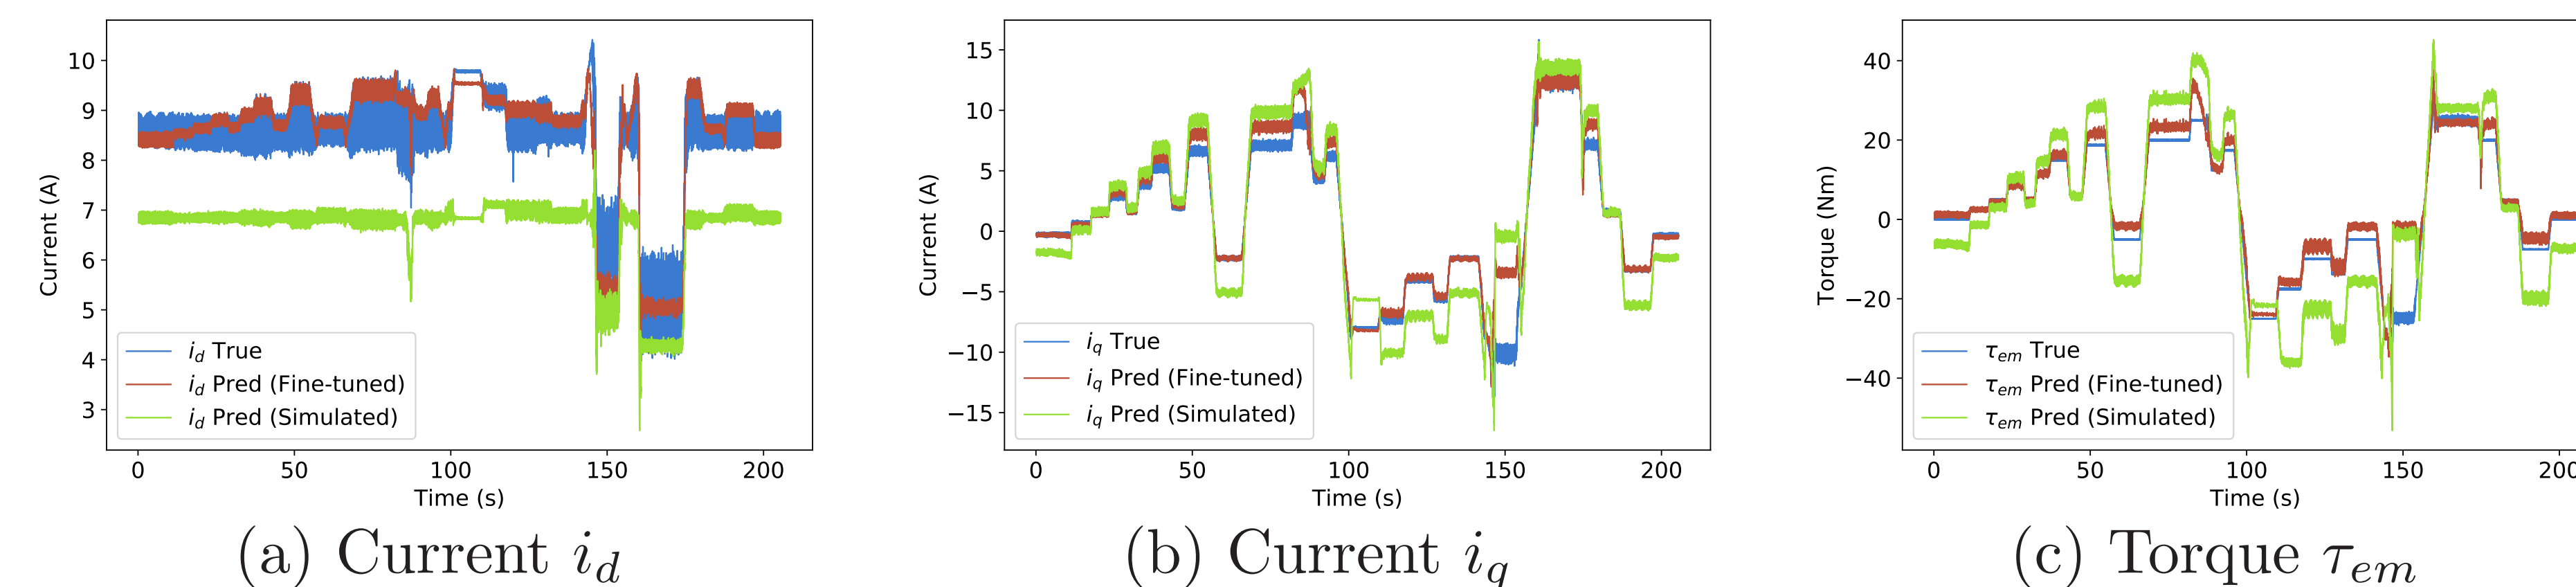 10
9
8
7
6
5
4
3
Current (A)
i_d True
i_d Pred (Fine-tuned)
i_d Pred (Simulated)
0 50 100 150 200
Time (s)
(a) Current i_d
15
10
5
0
−5
−10
−15
Current (A)
i_q True
i_q Pred (Fine-tuned)
i_q Pred (Simulated)
0 50 100 150 200
Time (s)
(b) Current i_q
40
20
0
−20
−40
Torque (Nm)
τ_em True
τ_em Pred (Fine-tuned)
τ_em Pred (Simulated)
0 50 100 150 200
Time (s)
(c) Torque τ_em